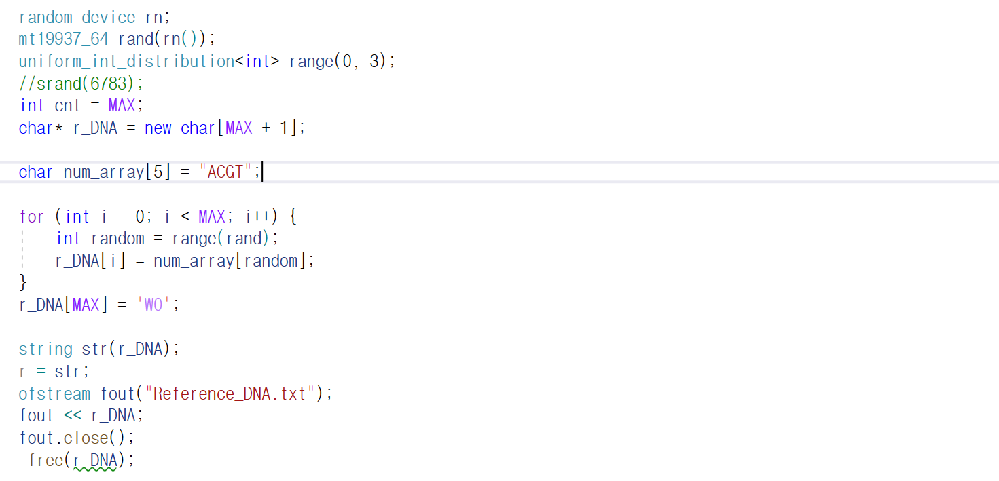 random_device rn;
mt19937_64 rand(rn());
uniform_int_distribution<int> range(0, 3);
//srand(6783);
int cnt = MAX;
char* r_DNA = new char[MAX + 1];
char num_array[5] = "ACGT";
for (int i = 0; i < MAX; i++) {
    int random = range(rand);
    r_DNA[i] = num_array[random];
}
r_DNA[MAX] = '₩0';
string str(r_DNA);
r = str;
ofstream fout("Reference_DNA.txt");
fout << r_DNA;
fout.close();
 free(r_DNA);